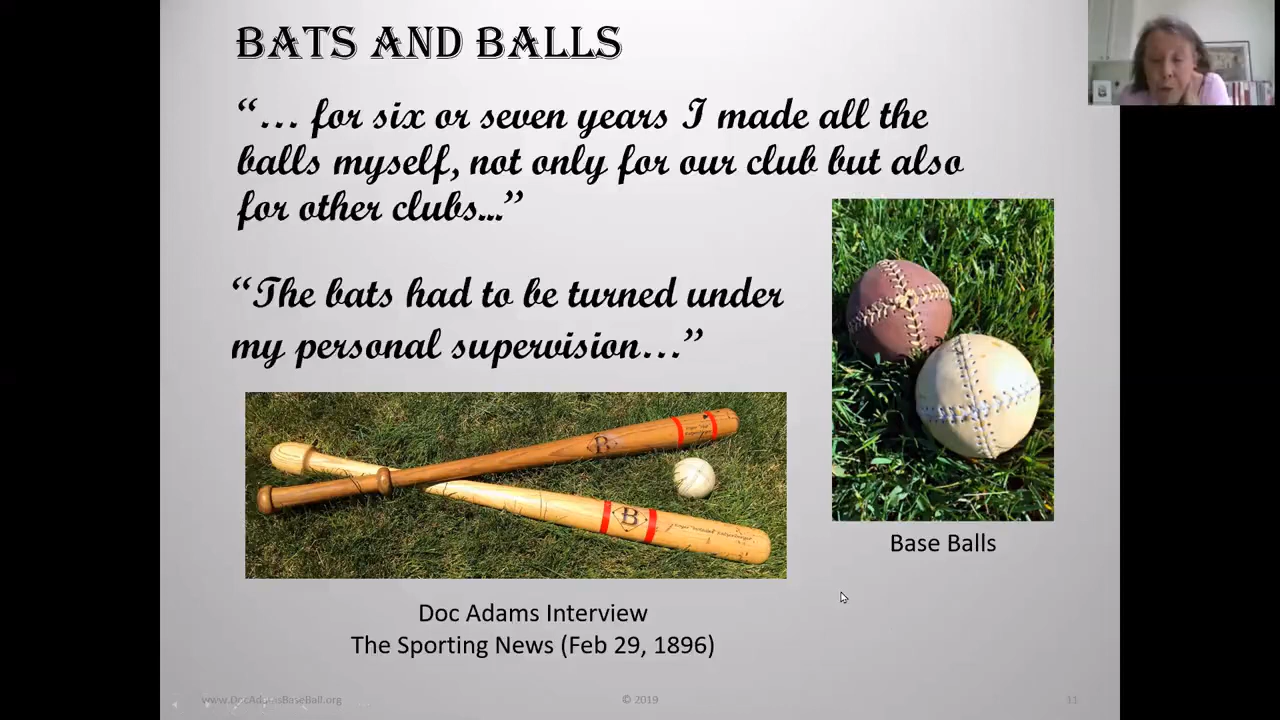 BATS AND BALLS
“… for six or seven years I made all the
balls myself, not only for our club but also
for other clubs...”
“The bats had to be turned under
my personal supervision…”
B
B
Base Balls
Doc Adams Interview
The Sporting News (Feb 29, 1896)
www.DocAdamsBaseBall.org
© 2019
11